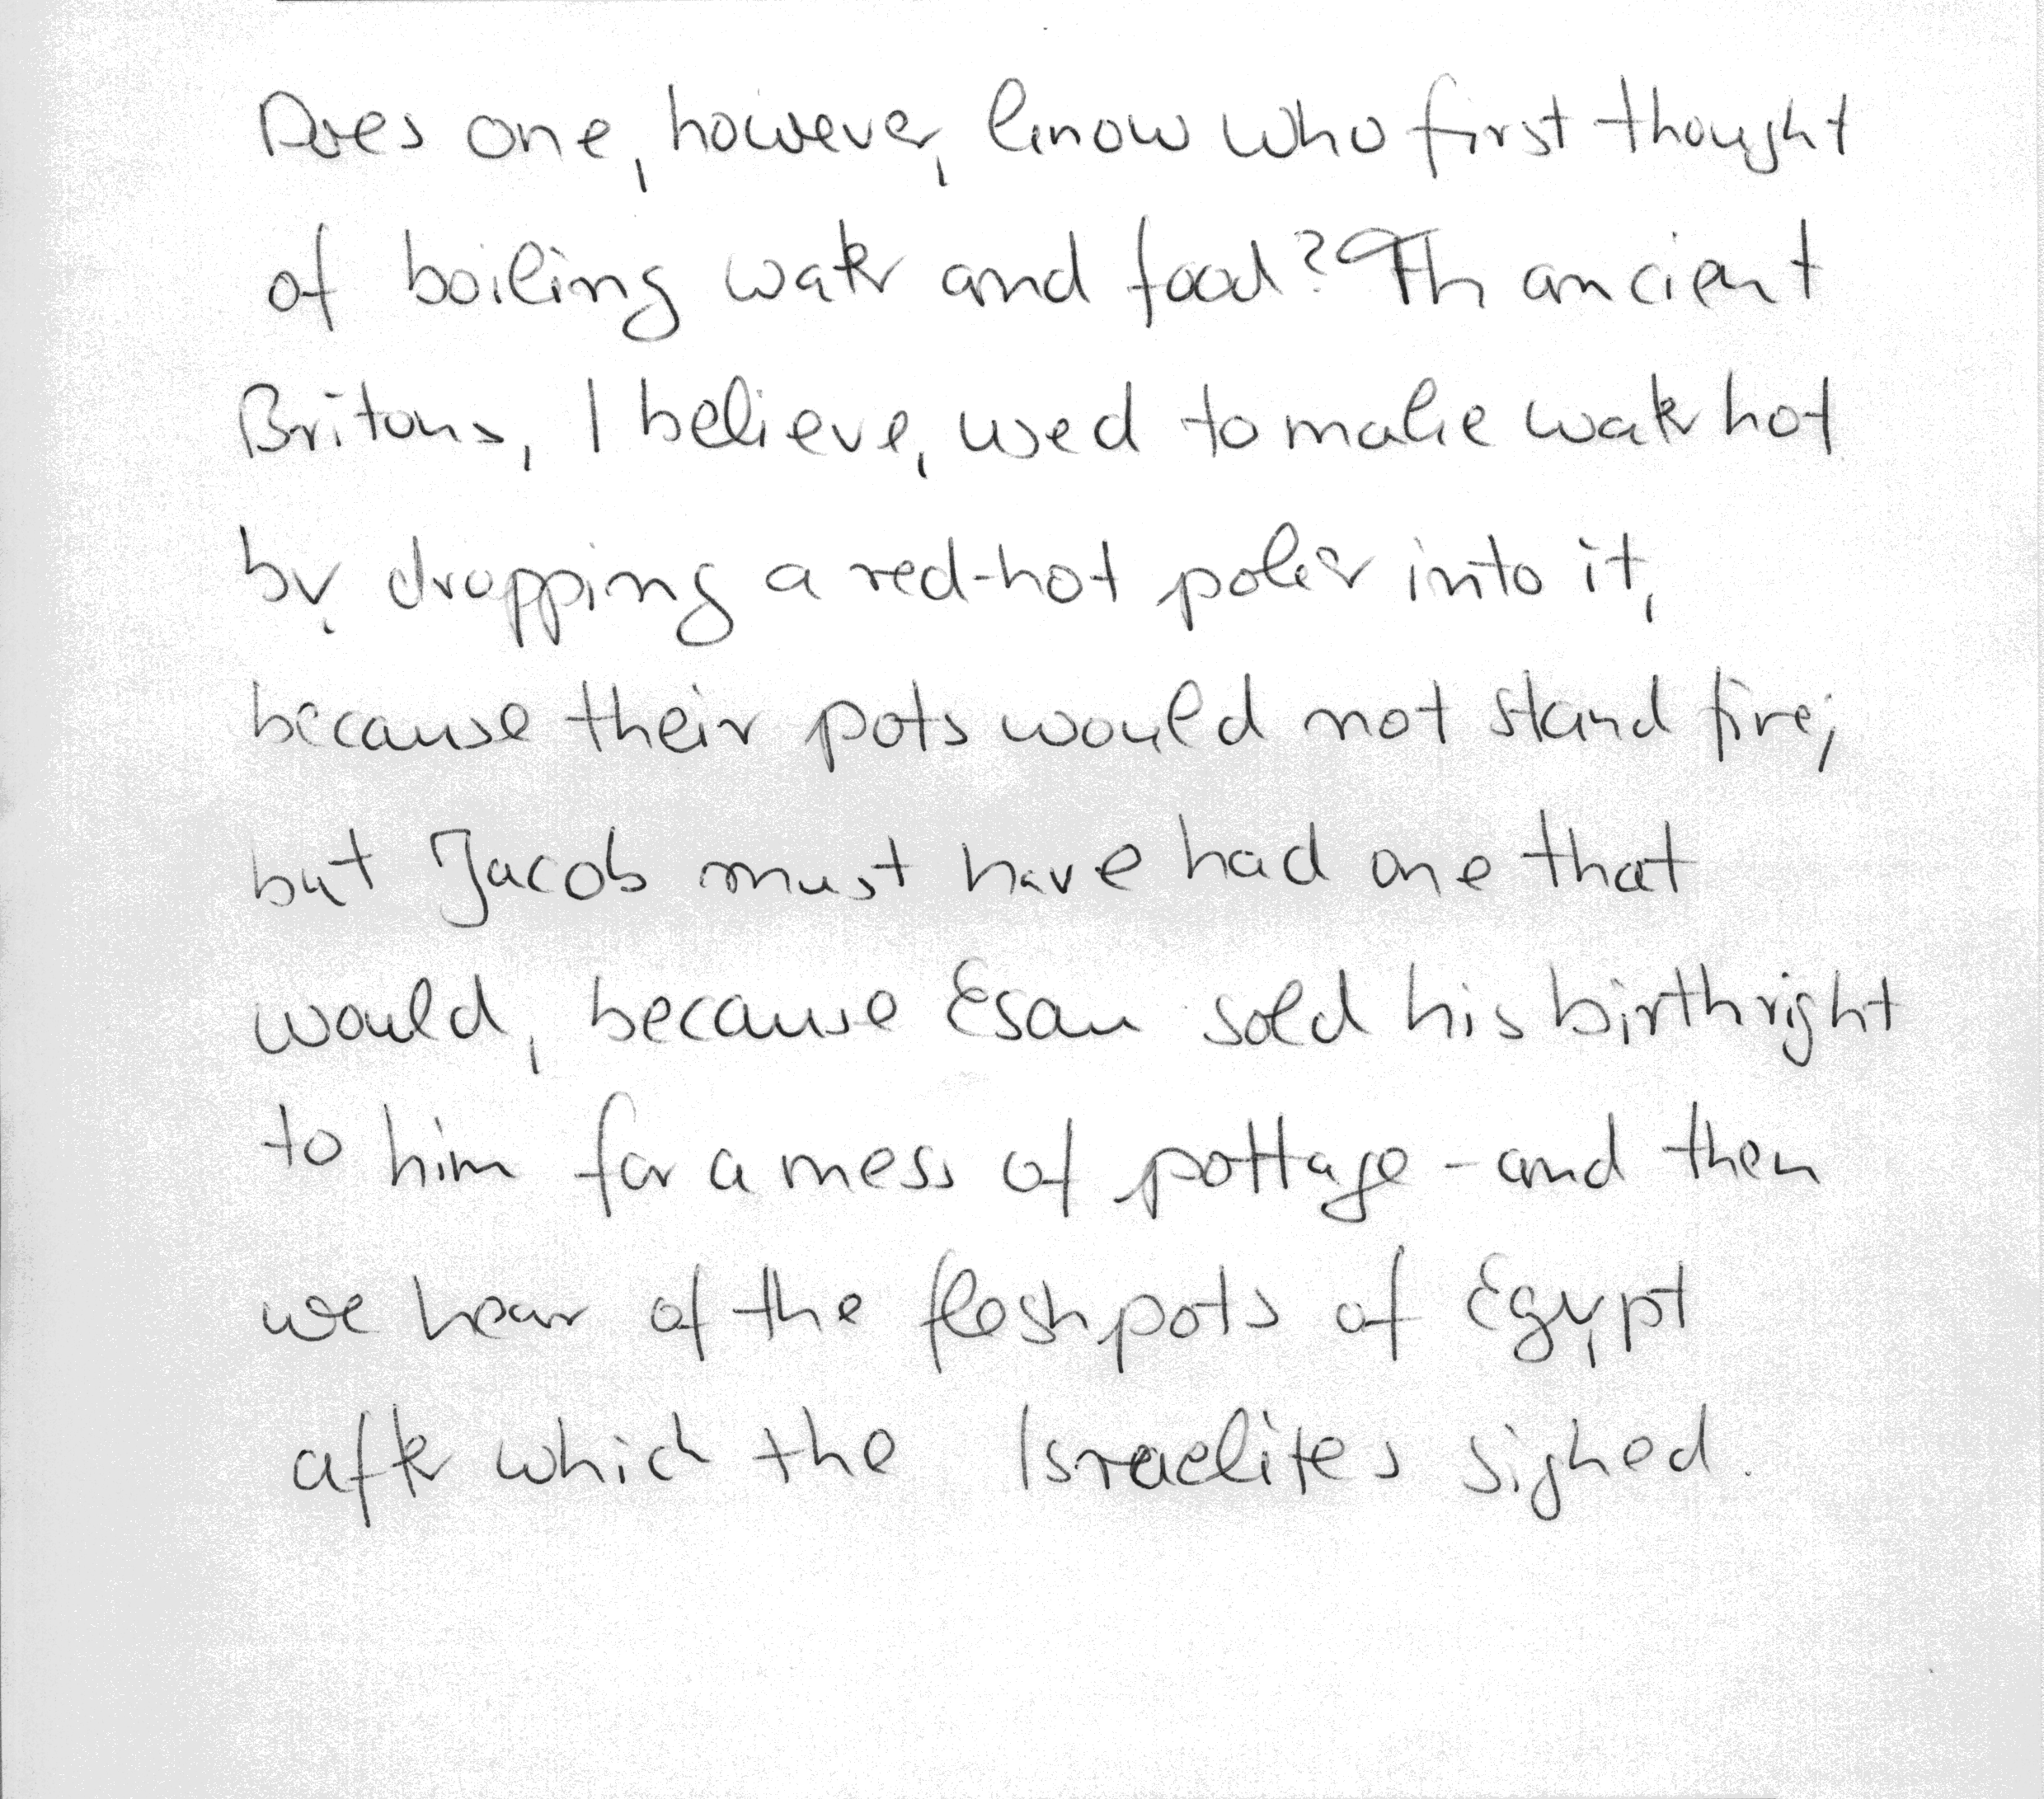 Does one, however, know who first thought
of boiling water and food? Th ancient
Britons, I believe, used to make water hot
by dropping a red-hot poker into it,
because their pots would not stand fire;
but Jacob must have had one that
would, because Esau sold his birthright
to him for a mess of pottage - and then
we hear of the fleshpots of Egypt
after which the Israelites sighed.